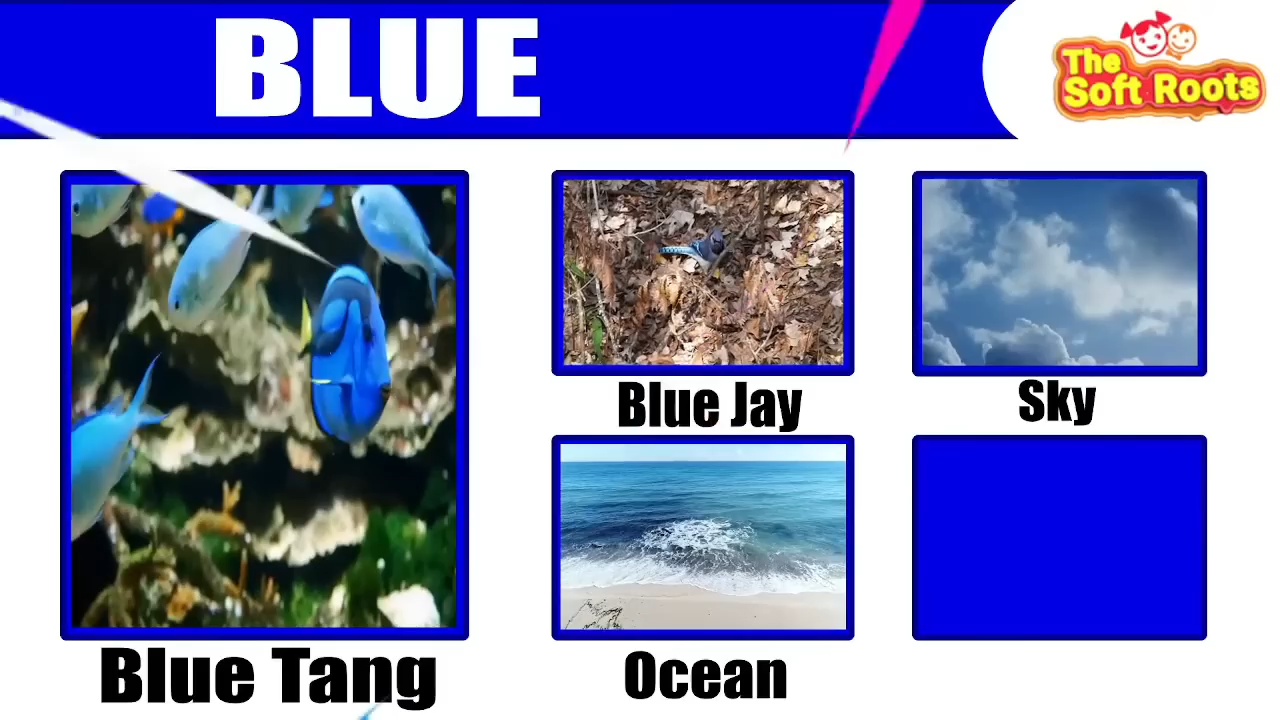 BLUE
The
Soft Roots
Blue Jay
Sky
Blue Tang
Ocean